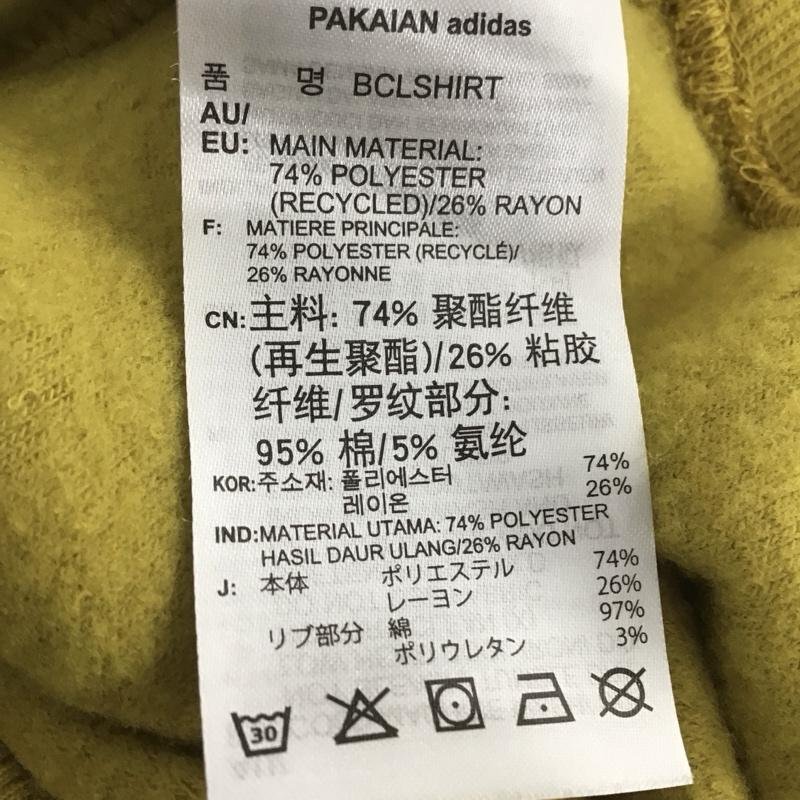 PAKAIAN adidas
품 명 BCLSHIRT
AU/
EU: MAIN MATERIAL:
74% POLYESTER
(RECYCLED)/26% RAYON
F: MATIERE PRINCIPALE:
74% POLYESTER (RECYCLÉ)/
26% RAYONNE
CN:主料: 74% 聚酯纤维
(再生聚酯)/26% 粘胶
纤维/罗纹部分:
95% 棉/5% 氨纶
KOR:주소재: 폴리에스터 74%
레이온 26%
IND:MATERIAL UTAMA: 74% POLYESTER
HASIL DAUR ULANG/26% RAYON
J: 本体 ポリエステル 74%
レーヨン 26%
リブ部分 綿 97%
ポリウレタン 3%
30